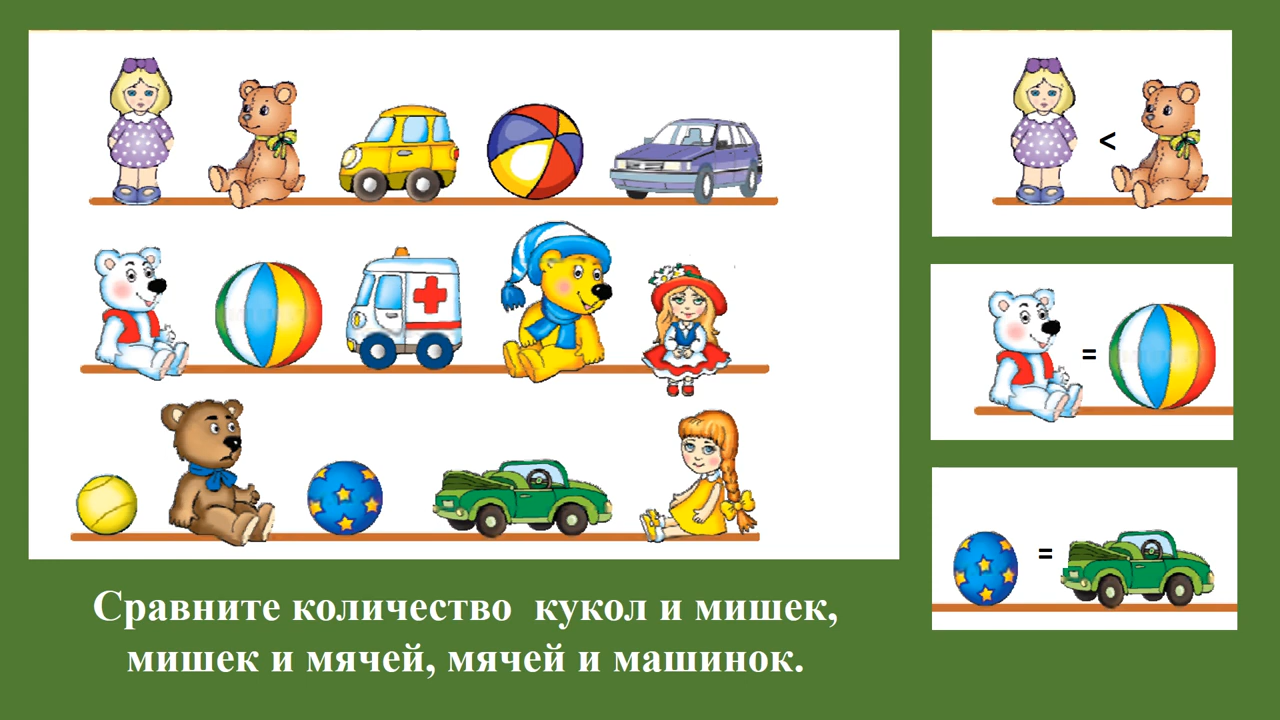 <
=
=
Сравните количество кукол и мишек,
мишек и мячей, мячей и машинок.